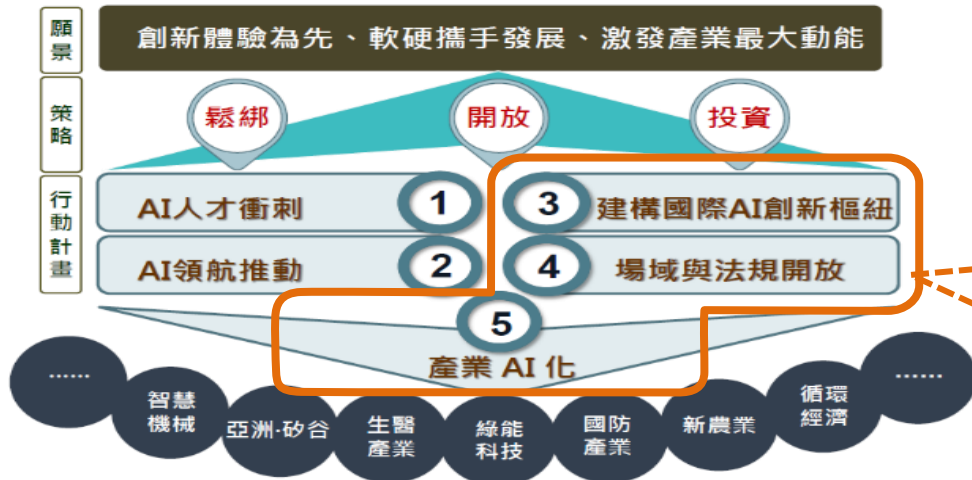 願景
創新體驗為先、軟硬攜手發展、激發產業最大動能
策略
鬆綁
開放
投資
行動計畫
AI人才衝刺
1
3
建構國際AI創新樞紐
AI領航推動
2
4
場域與法規開放
5
產業 AI 化
......
智慧
機械
亞洲‧矽谷
生醫
產業
綠能
科技
國防
產業
新農業
循環
經濟
......